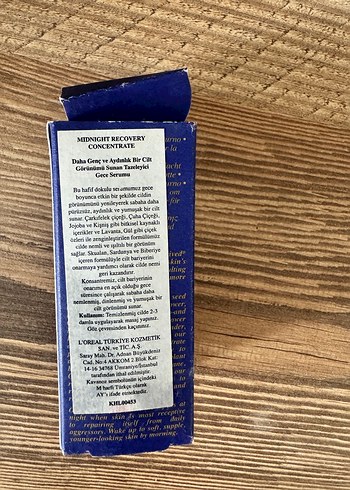 MIDNIGHT RECOVERY
CONCENTRATE
Daha Genç ve Aydınlık Bir Cilt
Görünümü Sunan Tazeleyici
Gece Serumu
Bu hafif dokulu serumumuz gece
boyunca etkin bir şekilde cildin
görünümünü yenileyerek sabaha daha
pürüzsüz, aydınlık ve yumuşak bir cilt
sunar. Çarkıfelek çiçeği, Çuha Çiçeği,
Jojoba ve Kişniş gibi bitkisel kaynaklı
içerikler ve Lavanta, Gül gibi çiçek
özleri ile zenginleştirilen formülümüz
cilde nemli ve ışıltılı bir görünüm
sağlar. Skualan, Sardunya ve Biberiye
içeren formülüyle cilt bariyerini
onarmaya yardımcı olarak cilde nemi
geri kazandırır.
Konsantremiz, cilt bariyerinin
onarıma en açık olduğu gece
süresince çalışarak sabaha daha
nemlenmiş, dinlenmiş ve yumuşak bir
cilt görünümü sunar.
Kullanım: Temizlenmiş cilde 2-3
damla uygulayarak masaj yapınız.
Göz çevresinden kaçınınız.
L'OREAL TÜRKİYE KOZMETİK
SAN. ve TİC. A.Ş.
Saray Mah. Dr. Adnan Büyükdeniz
Cad. No:4 AKKOM 2 Blok Kat:
14-16 34768 Ümraniye/İstanbul
tarafından ithal edilmiştir.
Kavanoz sembolünün içindeki
M harfi Türkçe olarak
AY'ı ifade etmektedir.
KHL00453
night when skin is most receptive
to repairing itself from daily
aggressors. Wake up to soft, supple,
younger-looking skin by morning.